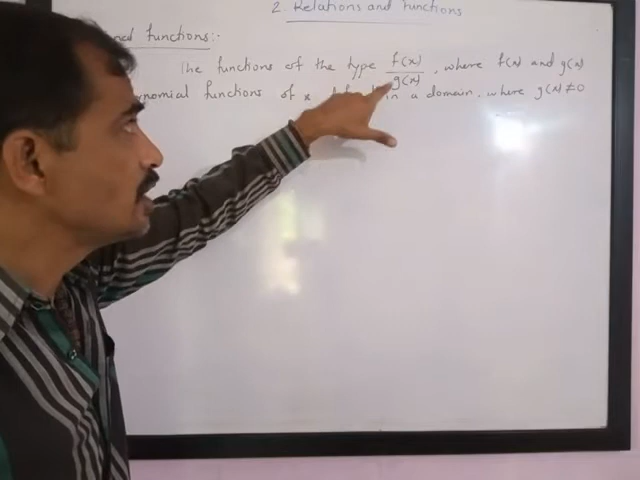 2. Relations and Functions
functions:-
The functions of the type f(x)/g(x), where f(x) and g(x)
functions of x in a domain, where g(x) ≠ 0